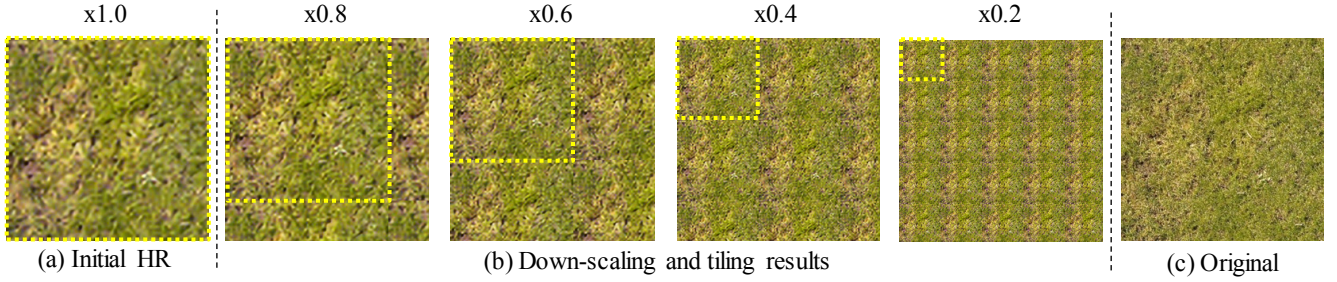 x1.0 x0.8 x0.6 x0.4 x0.2
(a) Initial HR (b) Down-scaling and tiling results (c) Original